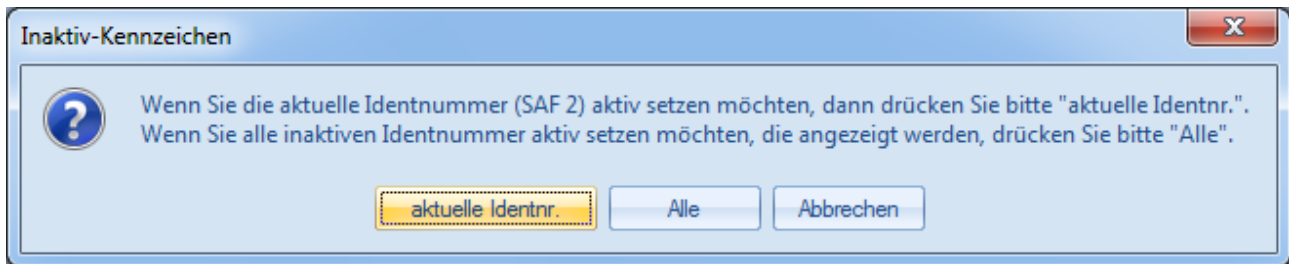 Inaktiv-Kennzeichen
Wenn Sie die aktuelle Identnummer (SAF 2) aktiv setzen möchten, dann drücken Sie bitte "aktuelle Identnr.".
Wenn Sie alle inaktiven Identnummer aktiv setzen möchten, die angezeigt werden, drücken Sie bitte "Alle".
aktuelle Identnr. Alle Abbrechen